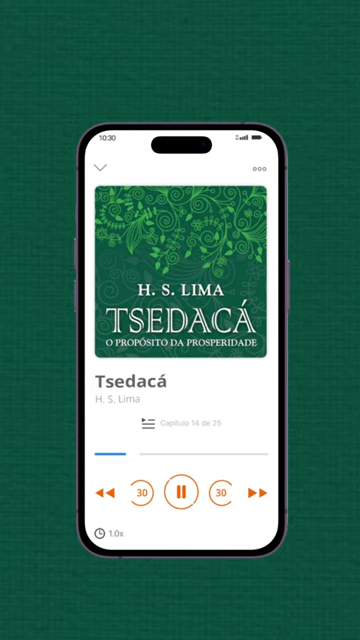 10:30
H. S. LIMA
TSEDACÁ
O PROPÓSITO DA PROSPERIDADE
Tsedacá
H. S. Lima
Capítulo 14 de 25
30
30
1.0x